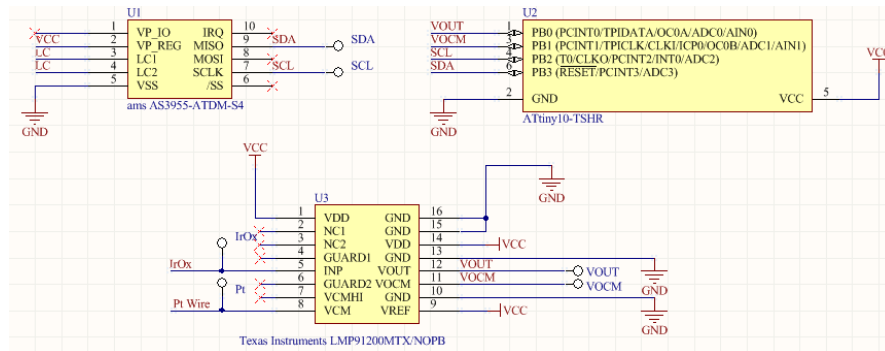 U1
1 VP_IO IRQ 10
VCC 2 VP_REG MISO 9 SDA SDA
LC 3 LC1 MOSI 8
LC 4 LC2 SCLK 7 SCL SCL
5 VSS /SS 6
GND
ams AS3955-ATDM-S4
U2
VOUT 1 PB0 (PCINT0/TPIDATA/OC0A/ADC0/AIN0)
VOCM 3 PB1 (PCINT1/TPICLK/CLKI/ICP0/OC0B/ADC1/AIN1)
SCL 4 PB2 (T0/CLKO/PCINT2/INT0/ADC2)
SDA 6 PB3 (RESET/PCINT3/ADC3)
2 GND VCC 5
GND
ATtiny10-TSHR
VCC
U3
1 VDD GND 16
2 NC1 GND 15
3 NC2 VDD 14 VCC
4 GUARD1 GND 13
IrOx
IrOx 5 INP VOUT 12 VOUT VOUT
6 GUARD2 VOCM 11 VOCM VOCM
Pt
7 VCMHI GND 10
Pt Wire 8 VCM VREF 9 VCC
GND
GND
GND
Texas Instruments LMP91200MTX/NOPB